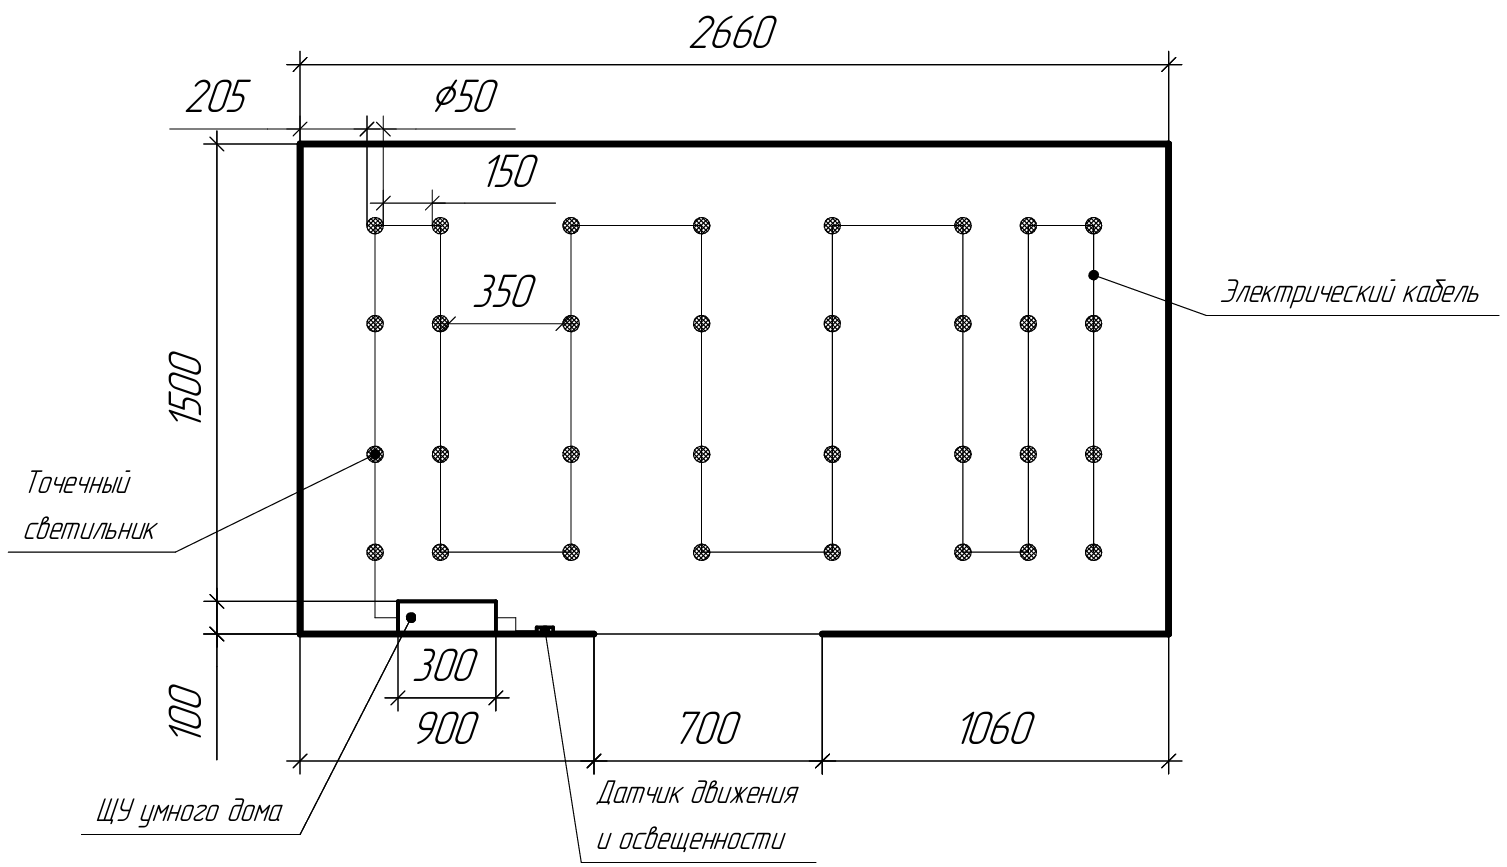 2660
205
⌀50
150
350
Электрический кабель
1500
Точечный
светильник
300
100
900
700
1060
Датчик движения
и освещенности
ЩУ умного дома